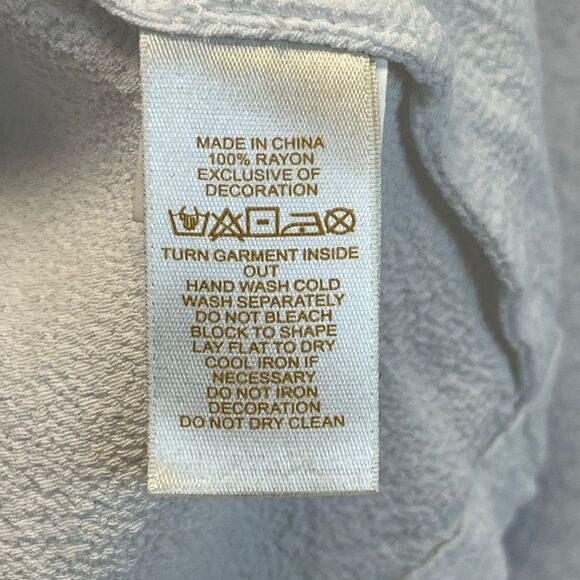 MADE IN CHINA
100% RAYON
EXCLUSIVE OF
DECORATION
TURN GARMENT INSIDE
OUT
HAND WASH COLD
WASH SEPARATELY
DO NOT BLEACH
BLOCK TO SHAPE
LAY FLAT TO DRY
COOL IRON IF
NECESSARY
DO NOT IRON
DECORATION
DO NOT DRY CLEAN